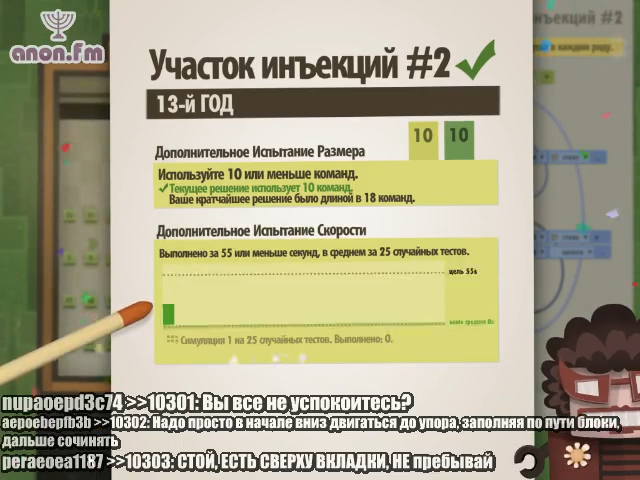 anon.fm
Участок инъекций #2
инъекций #2
13-й ГОД
в каждом ряду.
10 10
Дополнительное Испытание Размера
Используйте 10 или меньше команд.
Текущее решение использует 10 команд.
Ваше кратчайшее решение было длиной в 18 команд.
Дополнительное Испытание Скорости
Выполнено за 55 или меньше секунд, в среднем за 25 случайных тестов.
цель 55s
Симуляция 1 на 25 случайных тестов. Выполнено: 0.
nupaoepd3c74 >>10301: Вы все не успокоитесь?
aepoebepfb3b >>10302: Надо просто в начале вниз двигаться до упора, заполняя по пути блоки,
дальше сочинять
peraeoea1187 >>10303: СТОЙ, ЕСТЬ СВЕРХУ ВКЛАДКИ, НЕ пребывай